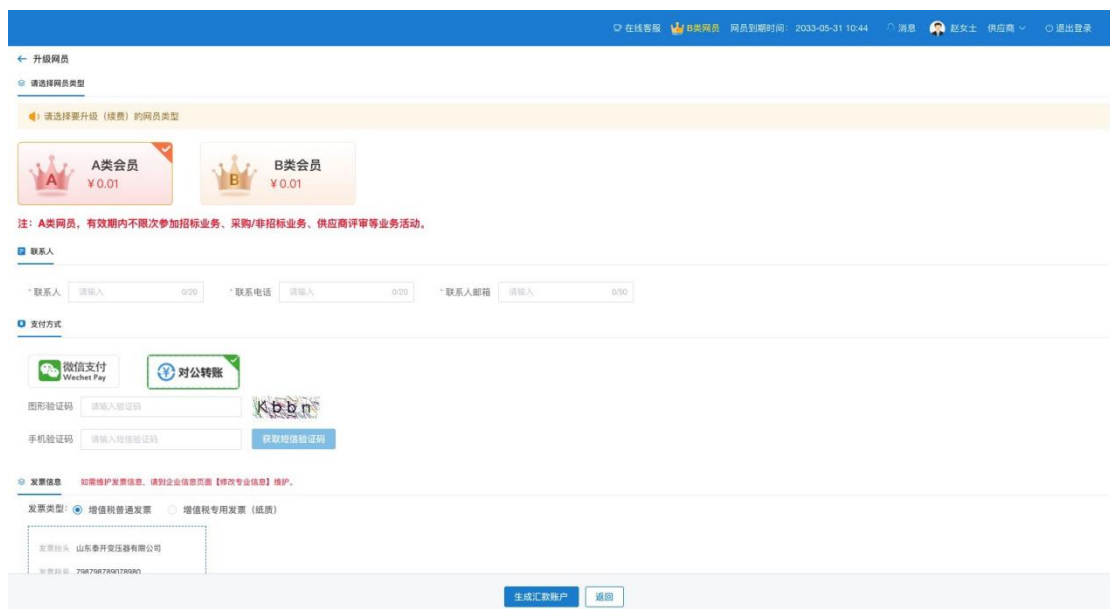 在线客服 B类网员 网员到期时间: 2033-05-31 10:44 消息 赵女士 供应商 退出登录
← 升级网员
请选择网员类型
请选择要升级（续费）的网员类型
A A类会员 B B类会员
￥0.01 ￥0.01
注: A类网员，有效期内不限次参加招标业务、采购/非招标业务、供应商评审等业务活动。
联系人
*联系人 请输入 0/20 *联系电话 请输入 0/20 *联系人邮箱 请输入 0/50
支付方式
微信支付 对公转账
Wechet Pay
图形验证码 请输入验证码 Kbbn
手机验证码 请输入短信验证码 获取短信验证码
发票信息 如需维护发票信息，请到企业信息页面【修改专业信息】维护。
发票类型: 增值税普通发票 增值税专用发票（纸质）
发票抬头 山东泰开变压器有限公司
798798789078980
生成汇款账户 返回